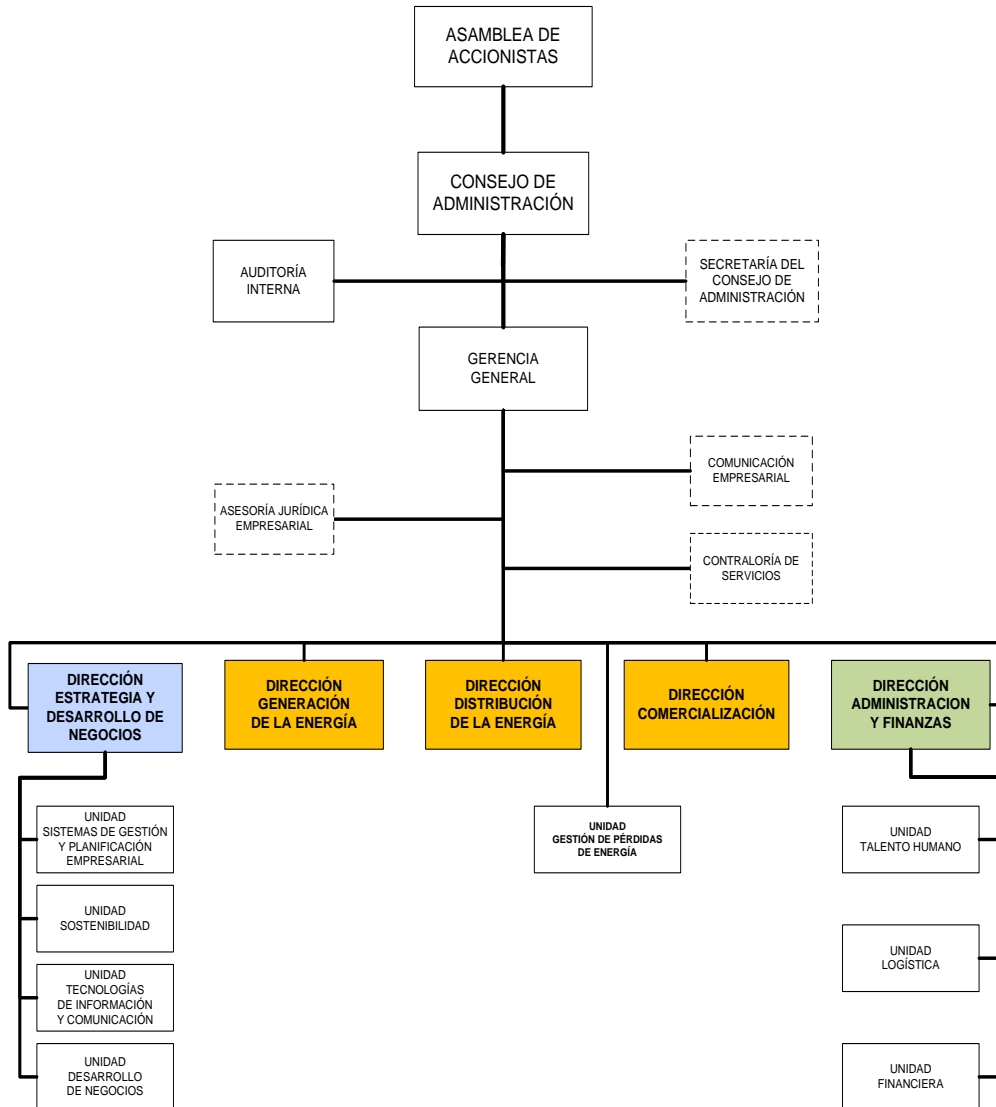 ASAMBLEA DE
ACCIONISTAS
CONSEJO DE
ADMINISTRACIÓN
AUDITORÍA
INTERNA
SECRETARÍA DEL
CONSEJO DE
ADMINISTRACIÓN
GERENCIA
GENERAL
COMUNICACIÓN
EMPRESARIAL
ASESORÍA JURÍDICA
EMPRESARIAL
CONTRALORÍA DE
SERVICIOS
DIRECCIÓN
ESTRATEGIA Y
DESARROLLO DE
NEGOCIOS
DIRECCIÓN
GENERACIÓN
DE LA ENERGÍA
DIRECCIÓN
DISTRIBUCIÓN
DE LA ENERGÍA
DIRECCIÓN
COMERCIALIZACIÓN
DIRECCIÓN
ADMINISTRACION
Y FINANZAS
UNIDAD
SISTEMAS DE GESTIÓN
Y PLANIFICACIÓN
EMPRESARIAL
UNIDAD
GESTIÓN DE PÉRDIDAS
DE ENERGÍA
UNIDAD
TALENTO HUMANO
UNIDAD
SOSTENIBILIDAD
UNIDAD
LOGÍSTICA
UNIDAD
TECNOLOGÍAS
DE INFORMACIÓN
Y COMUNICACIÓN
UNIDAD
DESARROLLO
DE NEGOCIOS
UNIDAD
FINANCIERA